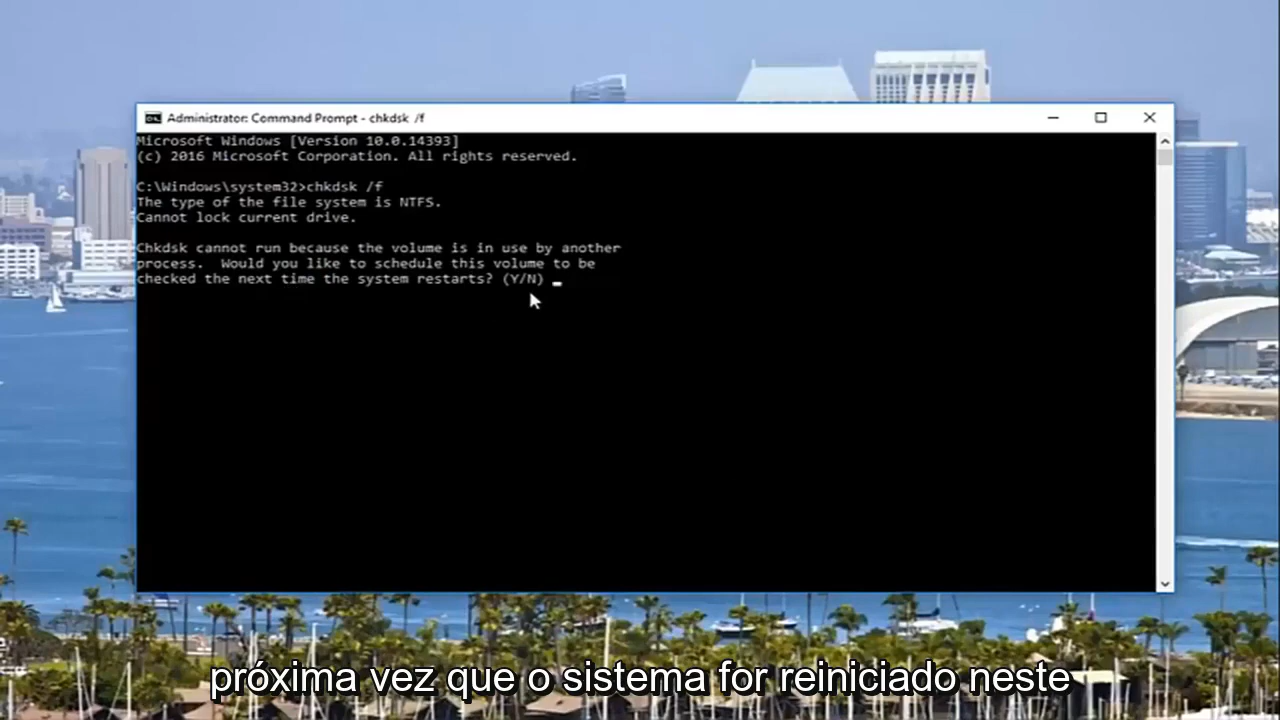 Administrator: Command Prompt - chkdsk /f
Microsoft Windows [Version 10.0.14393]
(c) 2016 Microsoft Corporation. All rights reserved.
C:\Windows\system32>chkdsk /f
The type of the file system is NTFS.
Cannot lock current drive.
Chkdsk cannot run because the volume is in use by another
process.  Would you like to schedule this volume to be
checked the next time the system restarts? (Y/N)
próxima vez que o sistema for reiniciado neste